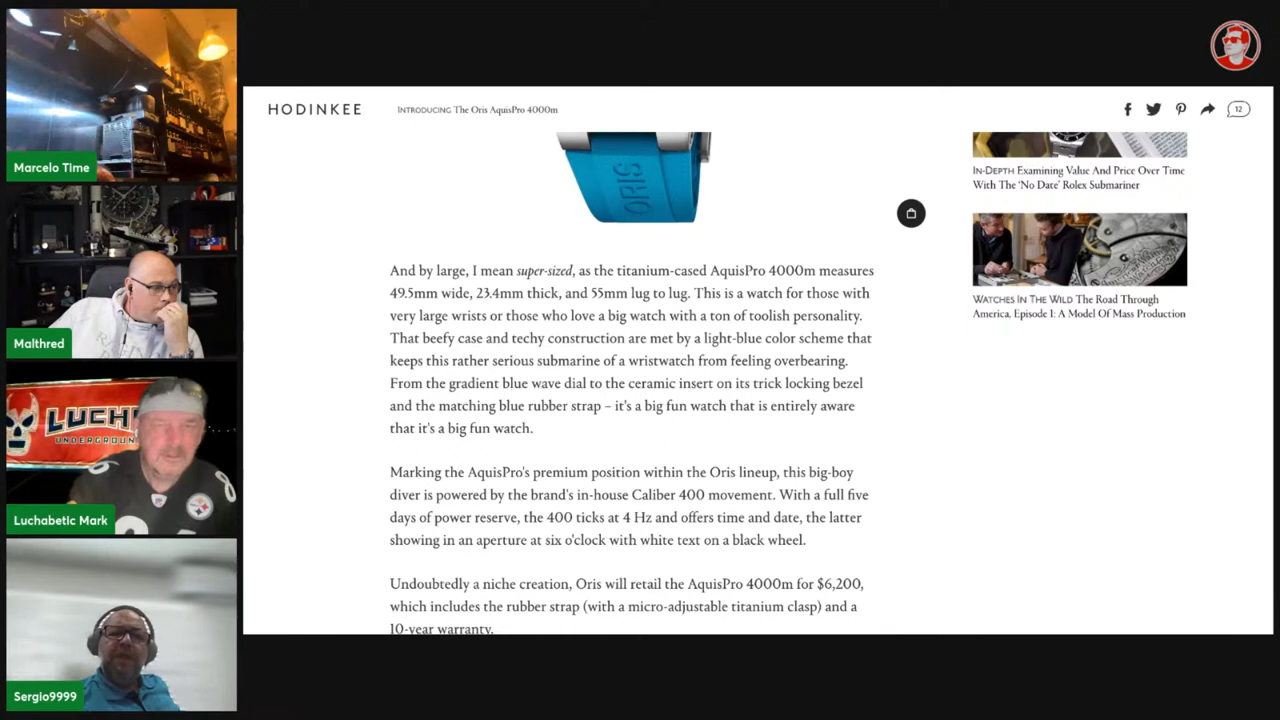 HODINKEE
INTRODUCING The Oris AquisPro 4000m
12
ORIS
And by large, I mean super-sized, as the titanium-cased AquisPro 4000m measures
49.5mm wide, 23.4mm thick, and 55mm lug to lug. This is a watch for those with
very large wrists or those who love a big watch with a ton of toolish personality.
That beefy case and techy construction are met by a light-blue color scheme that
keeps this rather serious submarine of a wristwatch from feeling overbearing.
From the gradient blue wave dial to the ceramic insert on its trick locking bezel
and the matching blue rubber strap – it's a big fun watch that is entirely aware
that it's a big fun watch.
Marking the AquisPro's premium position within the Oris lineup, this big-boy
diver is powered by the brand's in-house Caliber 400 movement. With a full five
days of power reserve, the 400 ticks at 4 Hz and offers time and date, the latter
showing in an aperture at six o'clock with white text on a black wheel.
Undoubtedly a niche creation, Oris will retail the AquisPro 4000m for $6,200,
which includes the rubber strap (with a micro-adjustable titanium clasp) and a
10-year warranty.
IN-DEPTH Examining Value And Price Over Time
With The 'No Date' Rolex Submariner
WATCHES IN THE WILD The Road Through
America, Episode 1: A Model Of Mass Production
Marcelo Time
Malthred
LUCH
UNDERGROUN
Luchabetic Mark
Sergio9999